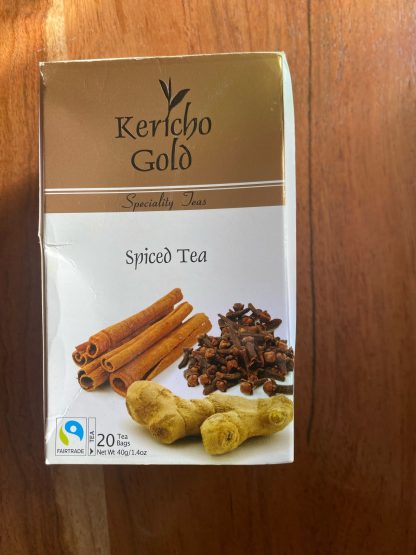 Kericho
Gold
Speciality Teas
Spiced Tea
FAIRTRADE
TEA
20 Tea
Bags
Net Wt 40g/1.4oz